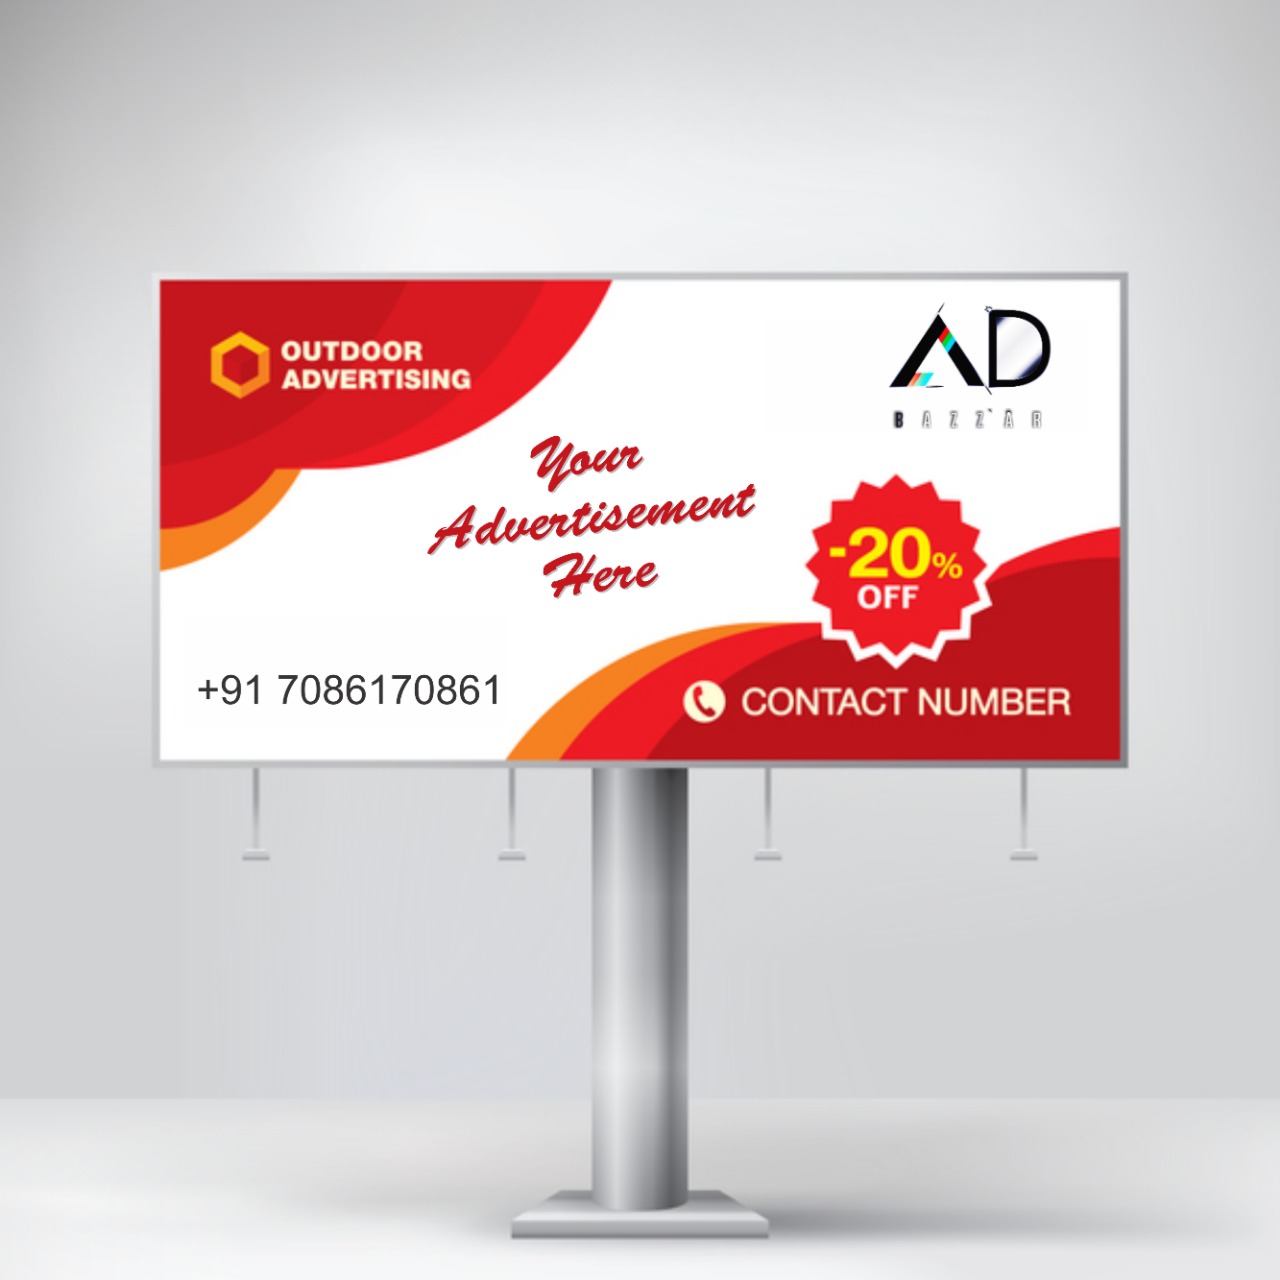 OUTDOOR
ADVERTISING
AD
BAZZ`AR
Your
Advertisement
Here
-20%
OFF
+91 7086170861
CONTACT NUMBER